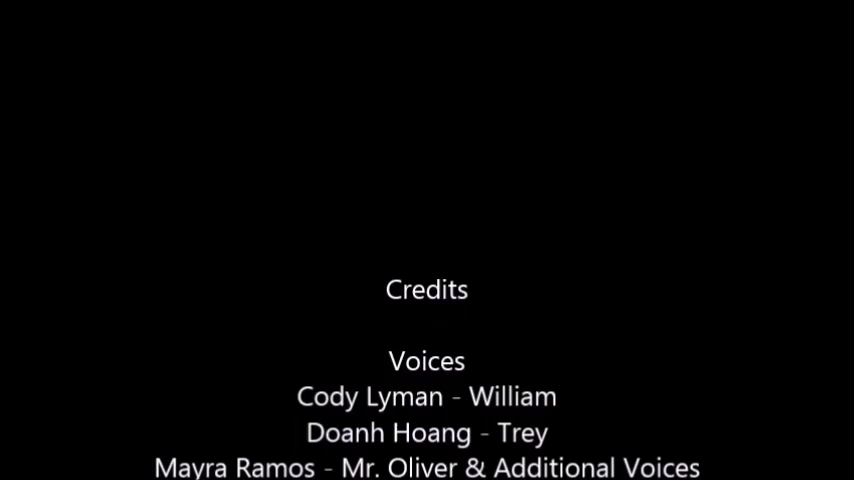 Credits
Voices
Cody Lyman - William
Doanh Hoang - Trey
Mayra Ramos - Mr. Oliver & Additional Voices